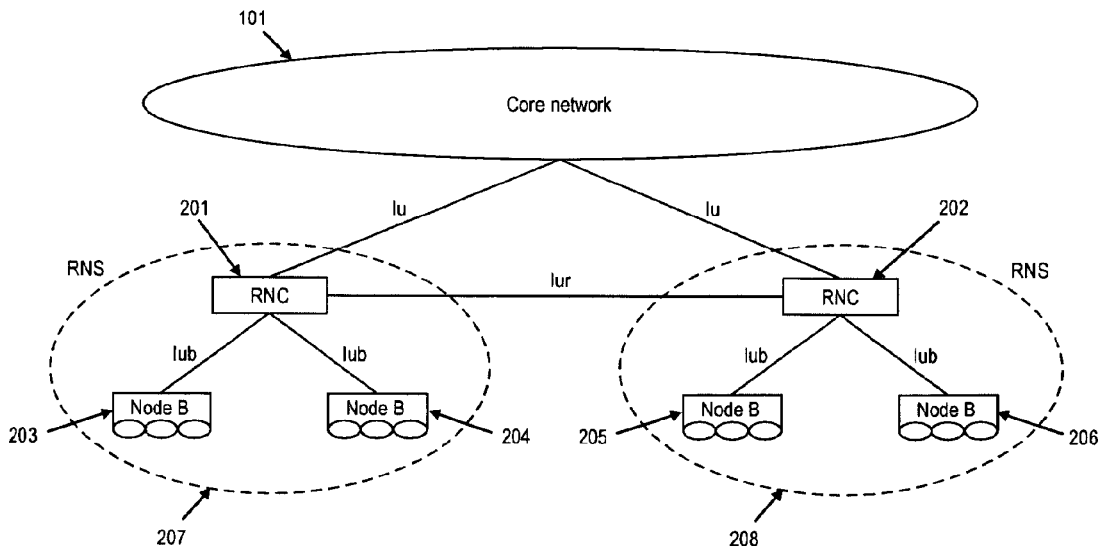 101
Core network
201
Iu
Iu
202
RNS
RNS
RNC
Iur
RNC
Iub
Iub
Iub
Iub
Node B
Node B
Node B
Node B
203
204
205
206
207
208